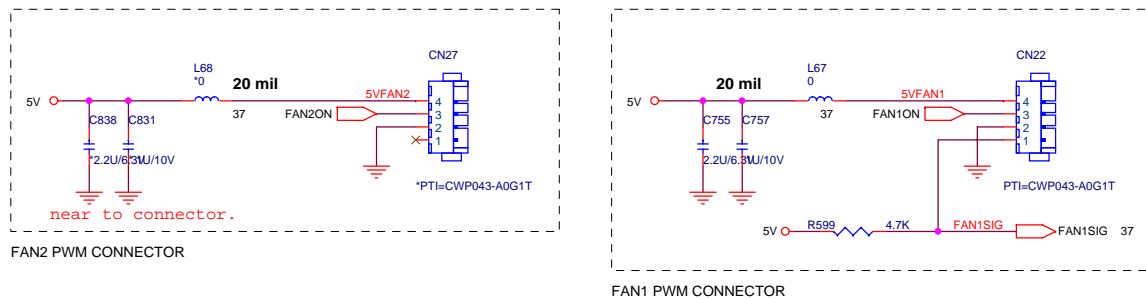 L68
*0
20 mil
CN27
5V
5VFAN2
4
37
FAN2ON
3
C838
C831
2
1
*2.2U/6.3V
1U/10V
*PTI=CWP043-A0G1T
near to connector.
FAN2 PWM CONNECTOR
CN22
L67
20 mil
0
5V
5VFAN1
4
37
FAN1ON
3
C755
C757
2
1
2.2U/6.3V
1U/10V
PTI=CWP043-A0G1T
5V
R599
4.7K
FAN1SIG
FAN1SIG
37
FAN1 PWM CONNECTOR